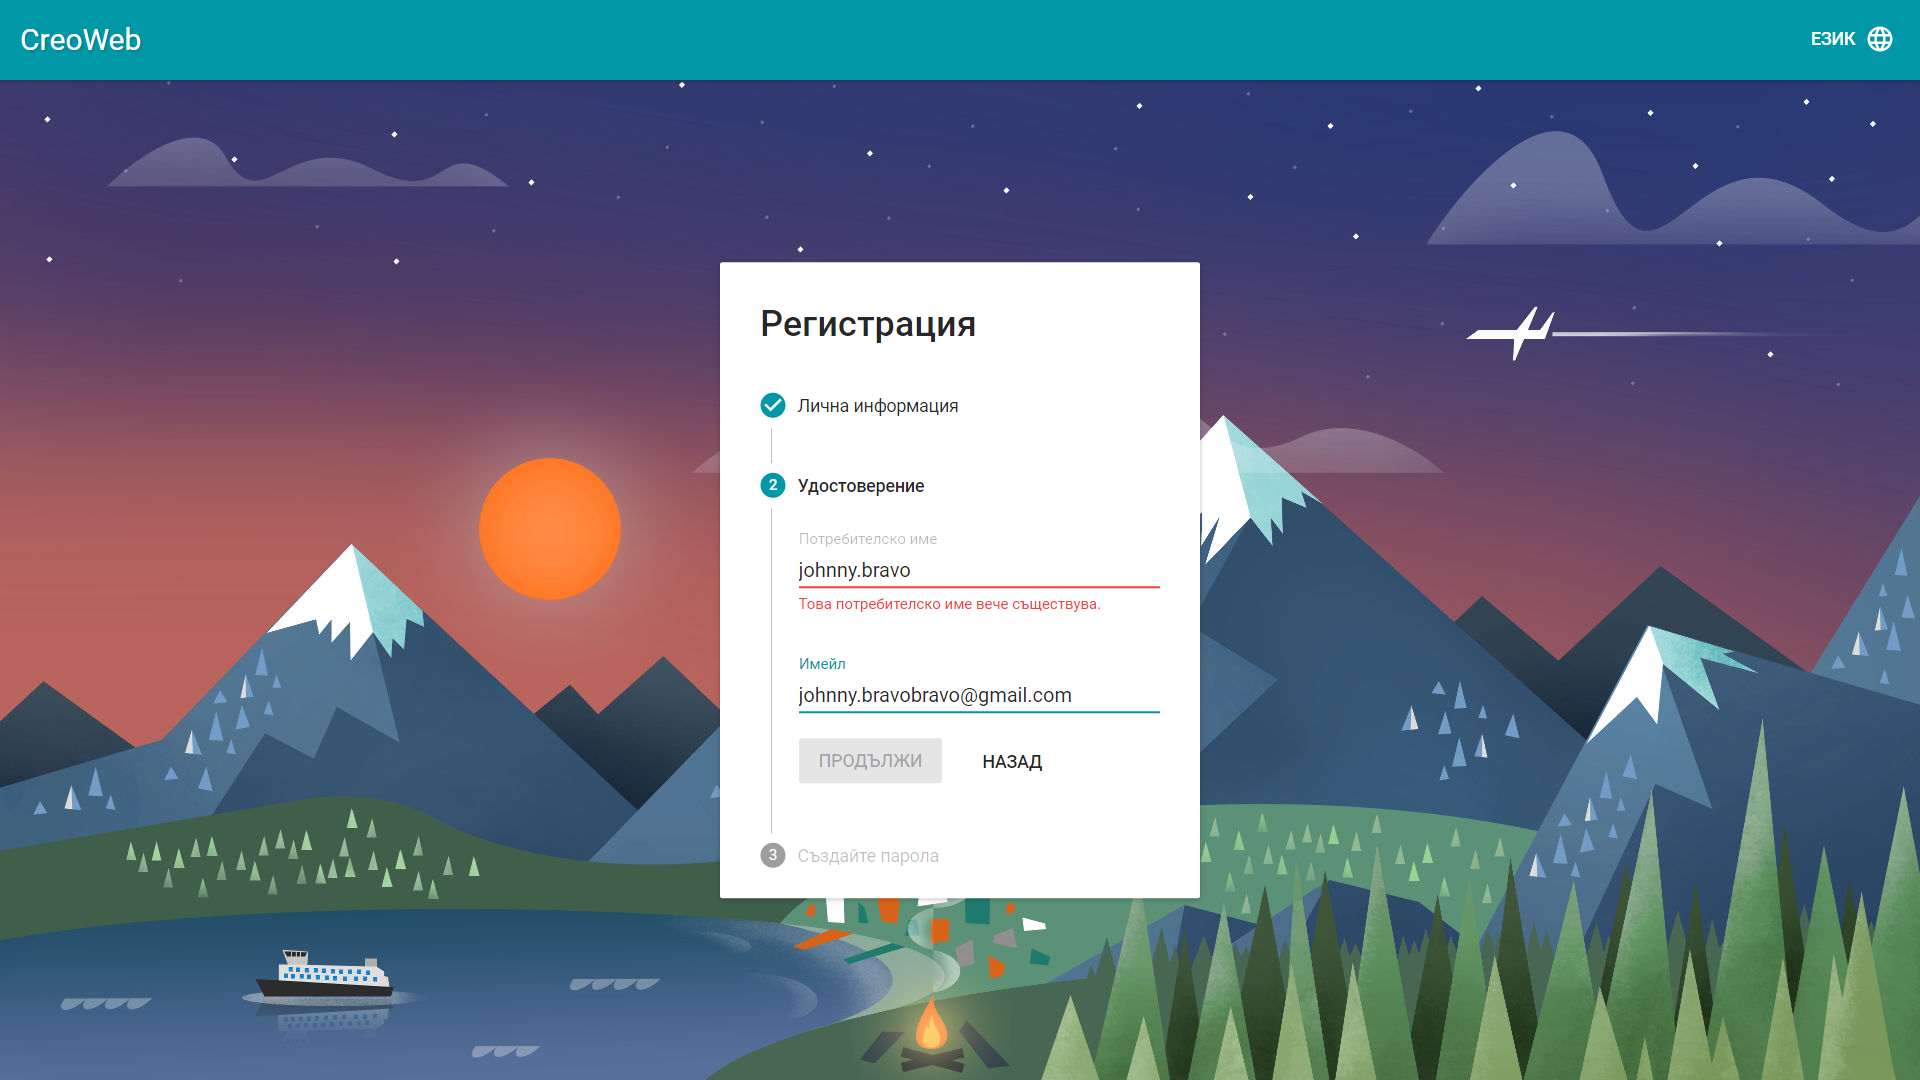 CreoWeb
ЕЗИК
Регистрация
Лична информация
2 Удостоверение
Потребителско име
johnny.bravo
Това потребителско име вече съществува.
Имейл
johnny.bravobravo@gmail.com
ПРОДЪЛЖИ НАЗАД
3 Създайте парола